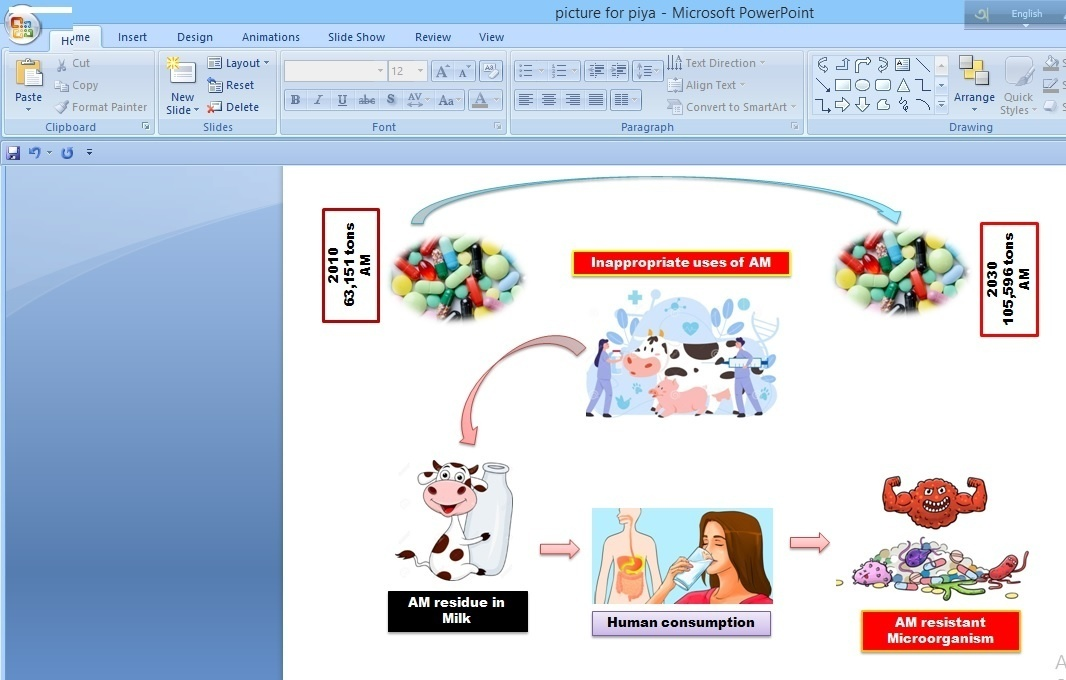 picture for piya - Microsoft PowerPoint
English
Home Insert Design Animations Slide Show Review View
Paste
Cut
Copy
Format Painter
Clipboard
New
Slide
Layout
Reset
Delete
Slides
12
B I U abc S AV Aa A
Font
Text Direction
Align Text
Convert to SmartArt
Paragraph
Arrange
Quick
Styles
Drawing
2010
63,151 tons
AM
Inappropriate uses of AM
2030
105,596 tons
AM
AM residue in
Milk
Human consumption
AM resistant
Microorganism